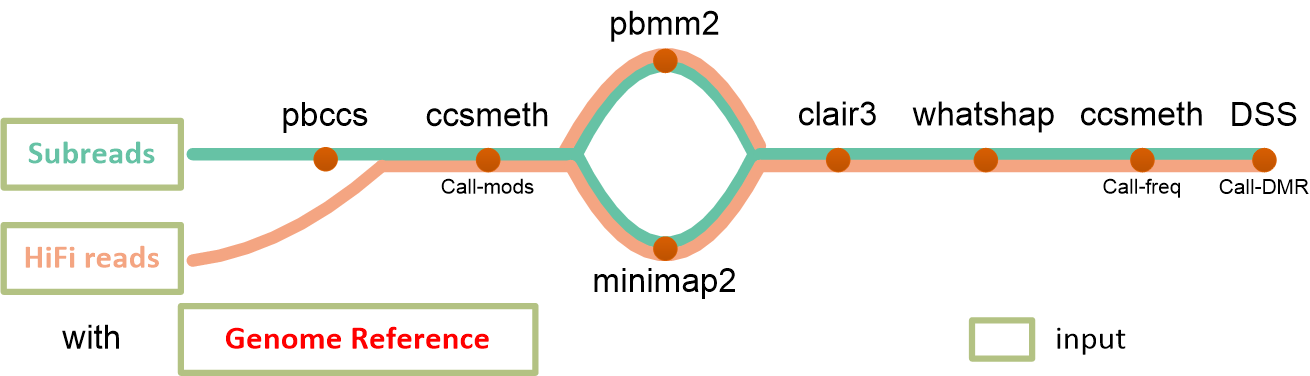 pbmm2
pbccs
ccsmeth
clair3
whatshap
ccsmeth
DSS
Subreads
Call-mods
Call-freq
Call-DMR
HiFi reads
minimap2
with
Genome Reference
input